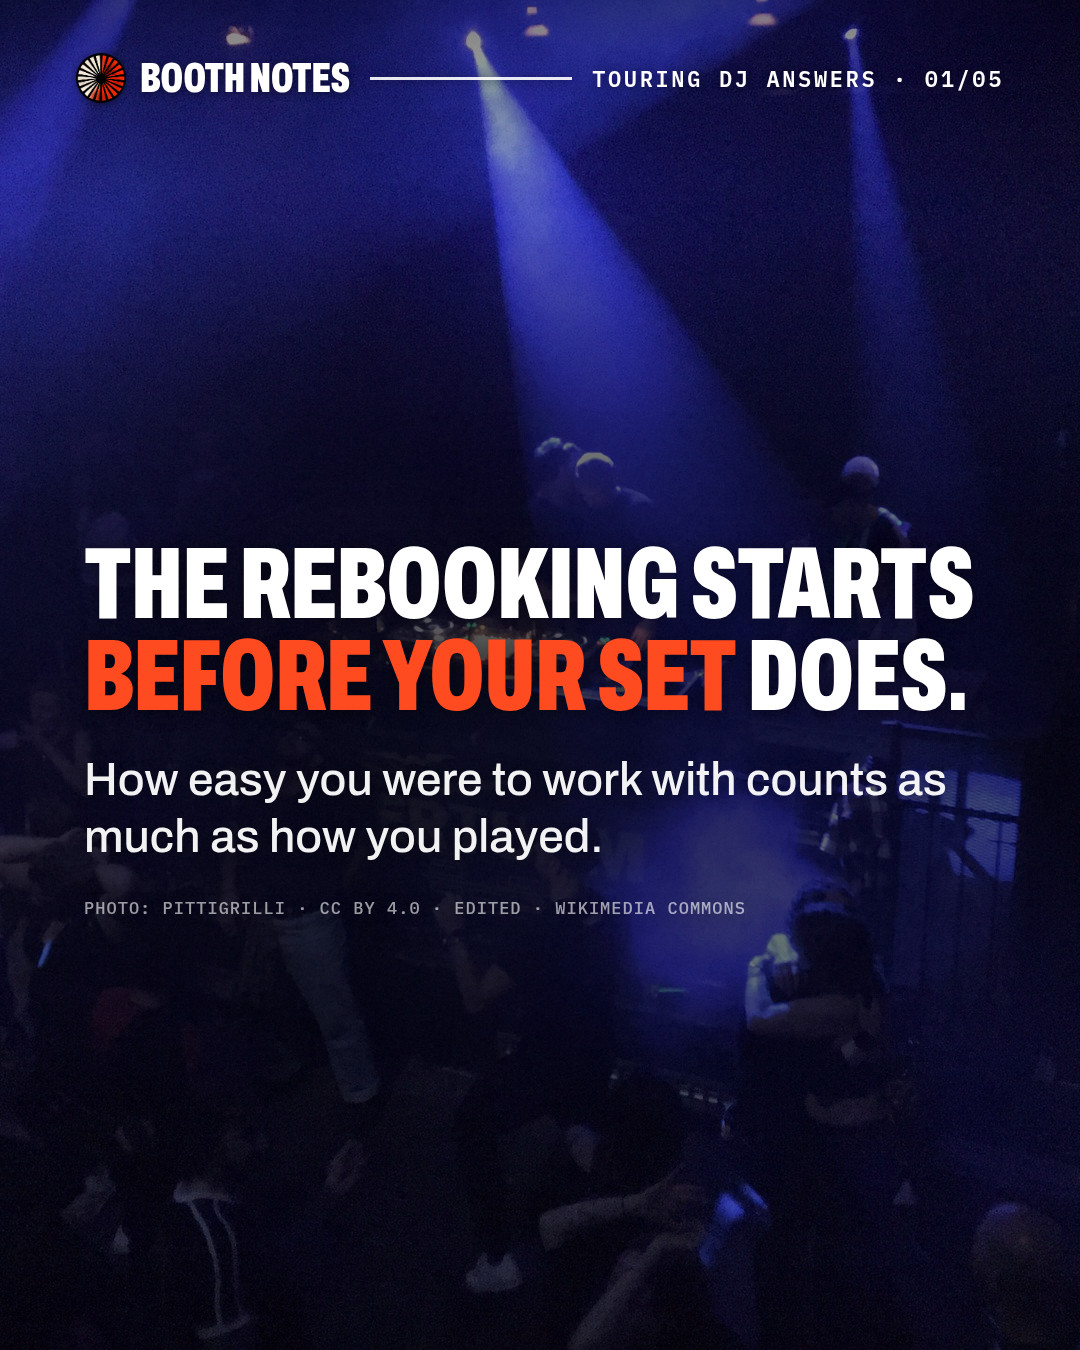 BOOTH NOTES
TOURING DJ ANSWERS · 01/05
THE REBOOKING STARTS
BEFORE YOUR SET DOES.
How easy you were to work with counts as
much as how you played.
PHOTO: PITTIGRILLI · CC BY 4.0 · EDITED · WIKIMEDIA COMMONS